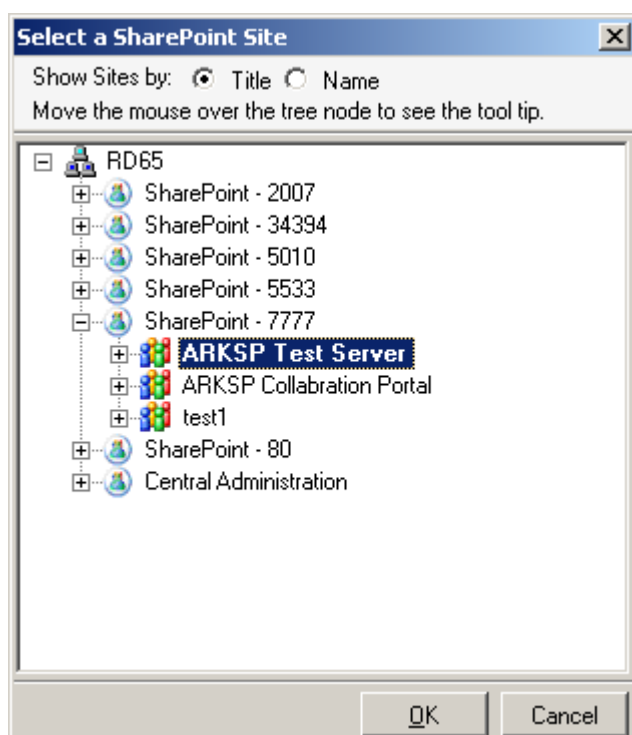 Select a SharePoint Site
Show Sites by: Title Name
Move the mouse over the tree node to see the tool tip.
RD65
SharePoint - 2007
SharePoint - 34394
SharePoint - 5010
SharePoint - 5533
SharePoint - 7777
ARKSP Test Server
ARKSP Collabration Portal
test1
SharePoint - 80
Central Administration
OK Cancel